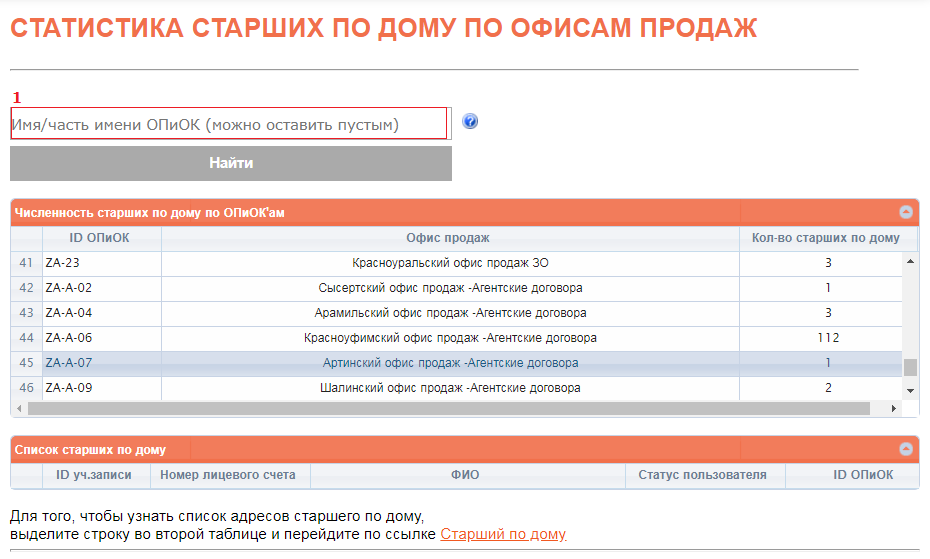 СТАТИСТИКА СТАРШИХ ПО ДОМУ ПО ОФИСАМ ПРОДАЖ
1
Имя/часть имени ОПиОК (можно оставить пустым)
?
Найти
Численность старших по дому по ОПиОК'ам
ID ОПиОК Офис продаж Кол-во старших по дому
41 ZA-23 Красноуральский офис продаж ЗО 3
42 ZA-A-02 Сысертский офис продаж -Агентские договора 1
43 ZA-A-04 Арамильский офис продаж -Агентские договора 3
44 ZA-A-06 Красноуфимский офис продаж -Агентские договора 112
45 ZA-A-07 Артинский офис продаж -Агентские договора 1
46 ZA-A-09 Шалинский офис продаж -Агентские договора 2
Список старших по дому
ID уч.записи Номер лицевого счета ФИО Статус пользователя ID ОПиОК
Для того, чтобы узнать список адресов старшего по дому,
выделите строку во второй таблице и перейдите по ссылке Старший по дому